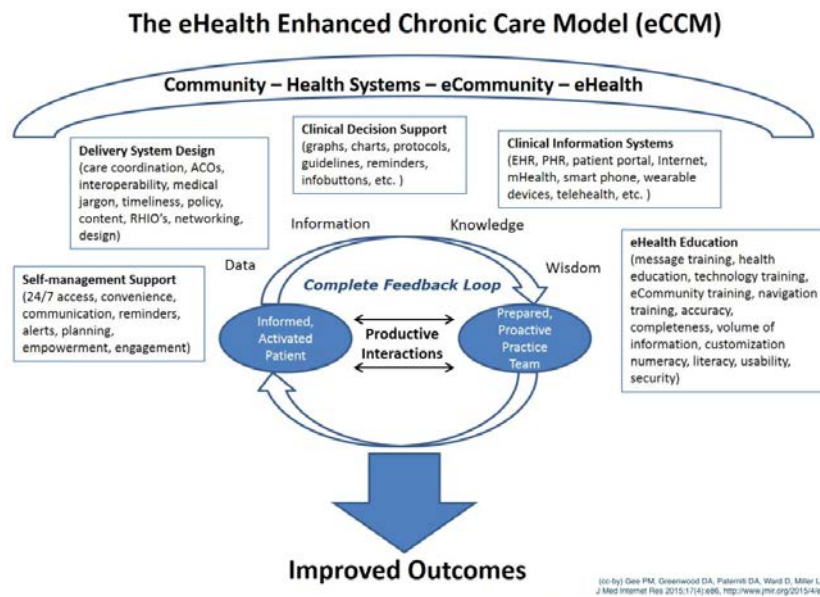 The eHealth Enhanced Chronic Care Model (eCCM)
Community – Health Systems – eCommunity – eHealth
Delivery System Design
(care coordination, ACOs,
interoperability, medical
jargon, timeliness, policy,
content, RHIO's, networking,
design)
Clinical Decision Support
(graphs, charts, protocols,
guidelines, reminders,
infobuttons, etc. )
Clinical Information Systems
(EHR, PHR, patient portal, Internet,
mHealth, smart phone, wearable
devices, telehealth, etc. )
Self-management Support
(24/7 access, convenience,
communication, reminders,
alerts, planning,
empowerment, engagement)
Data
Information
Knowledge
Wisdom
eHealth Education
(message training, health
education, technology training,
eCommunity training, navigation
training, accuracy,
completeness, volume of
information, customization
numeracy, literacy, usability,
security)
Complete Feedback Loop
Informed,
Activated
Patient
Productive
Interactions
Prepared,
Proactive
Practice
Team
Improved Outcomes
(cc-by) Gee PM, Greenwood DA, Paterniti DA, Ward D, Miller L
J Med Internet Res 2015;17(4):e86, http://www.jmir.org/2015/4/e